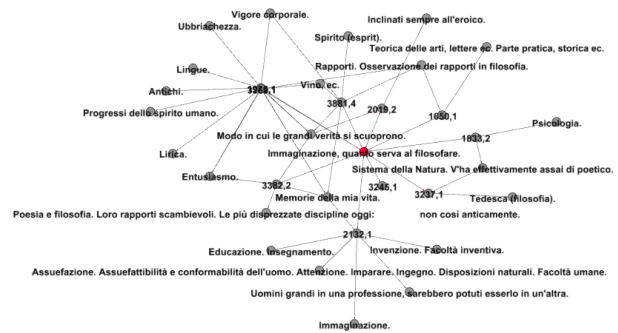 Vigore corporale.
Inclinati sempre all'eroico.
Ubbriachezza.
Spirito (esprit).
Teorica delle arti, lettere ec. Parte pratica, storica ec.
Lingue.
Rapporti. Osservazione dei rapporti in filosofia.
Antichi.
Vino, ec.
3881,4
2019,2
1050,1
Progressi dello spirito umano.
Psicologia.
Modo in cui le grandi verità si scuoprono.
1833,2
Lirica.
Immaginazione, quanto serva al filosofare.
Sistema della Natura. V'ha effettivamente assai di poetico.
Entusiasmo.
3382,2
3245,1
3237,1
Memorie della mia vita.
Tedesca (filosofia).
Poesia e filosofia. Loro rapporti scambievoli. Le più disprezzate discipline oggi: non così anticamente.
2132,1
Educazione. Insegnamento.
Invenzione. Facoltà inventiva.
Assuefazione. Assuefattibilità e conformabilità dell'uomo. Attenzione. Imparare. Ingegno. Disposizioni naturali. Facoltà umane.
Uomini grandi in una professione, sarebbero potuti esserlo in un'altra.
Immaginazione.